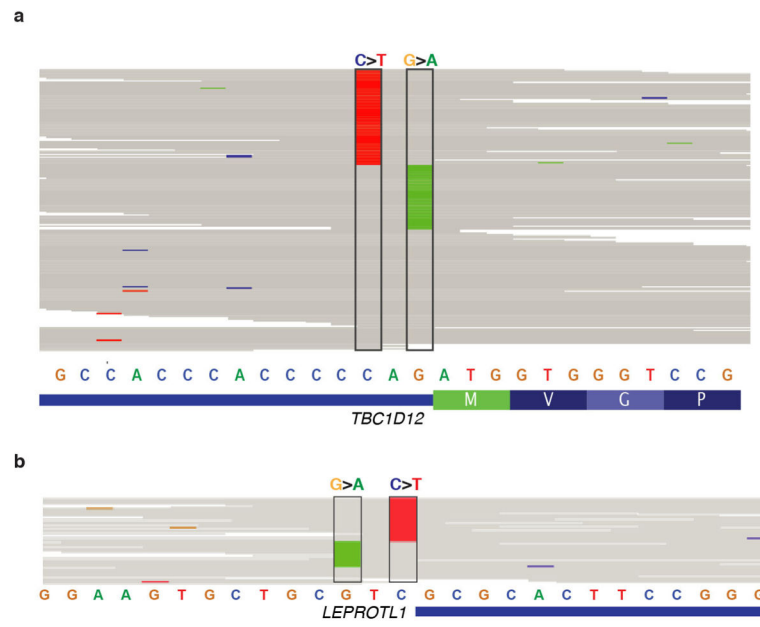 a
C>T G>A
G C C A C C C A C C C C C A G A T G G T G G G T C C G
M V G P
TBC1D12
b
G>A C>T
G G A A G T G C T G C G T C G C G C A C T T C C G G G
LEPROTL1